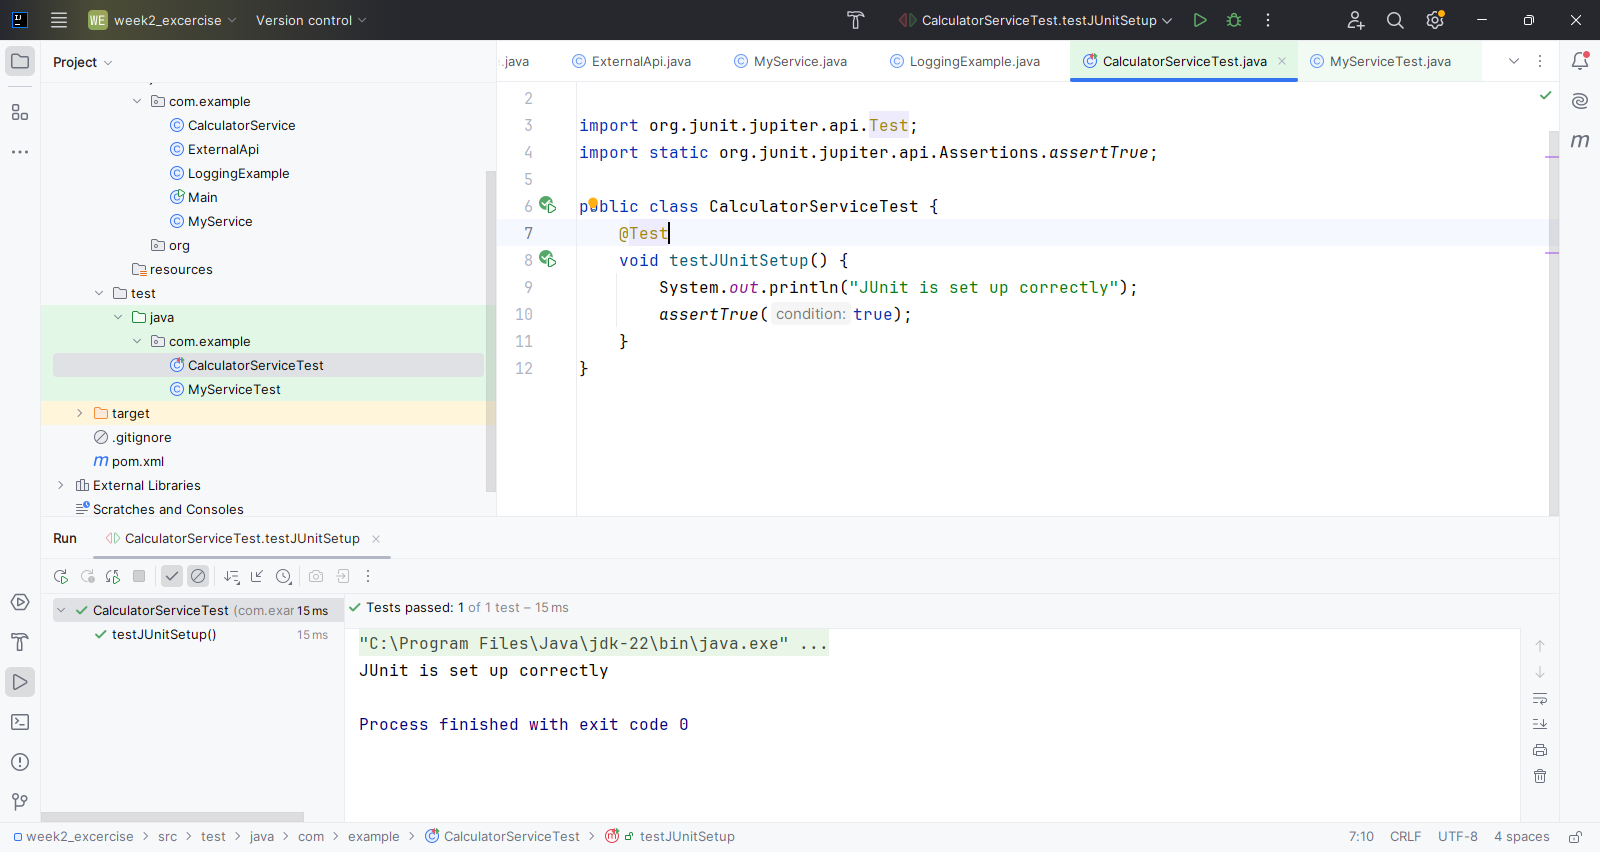 WE week2_excercise Version control CalculatorServiceTest.testJUnitSetup
Project
.java ExternalApi.java MyService.java LoggingExample.java CalculatorServiceTest.java MyServiceTest.java
com.example
CalculatorService
ExternalApi
LoggingExample
Main
MyService
org
resources
test
java
com.example
CalculatorServiceTest
MyServiceTest
target
.gitignore
m pom.xml
External Libraries
Scratches and Consoles
2
3 import org.junit.jupiter.api.Test;
4 import static org.junit.jupiter.api.Assertions.assertTrue;
5
6 public class CalculatorServiceTest {
7 @Test
8 void testJUnitSetup() {
9 System.out.println("JUnit is set up correctly");
10 assertTrue( condition: true);
11 }
12 }
Run CalculatorServiceTest.testJUnitSetup
CalculatorServiceTest (com.exar 15 ms
testJUnitSetup() 15 ms
Tests passed: 1 of 1 test – 15 ms
"C:\Program Files\Java\jdk-22\bin\java.exe" ...
JUnit is set up correctly
Process finished with exit code 0
week2_excercise > src > test > java > com > example > CalculatorServiceTest > testJUnitSetup 7:10 CRLF UTF-8 4 spaces